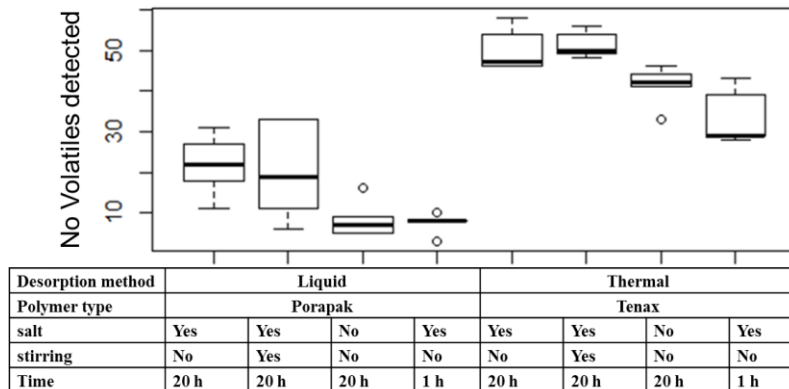 No Volatiles detected
50
30
10
Desorption method Liquid Thermal
Polymer type Porapak Tenax
salt Yes Yes No Yes Yes Yes No Yes
stirring No Yes No No No Yes No No
Time 20 h 20 h 20 h 1 h 20 h 20 h 20 h 1 h